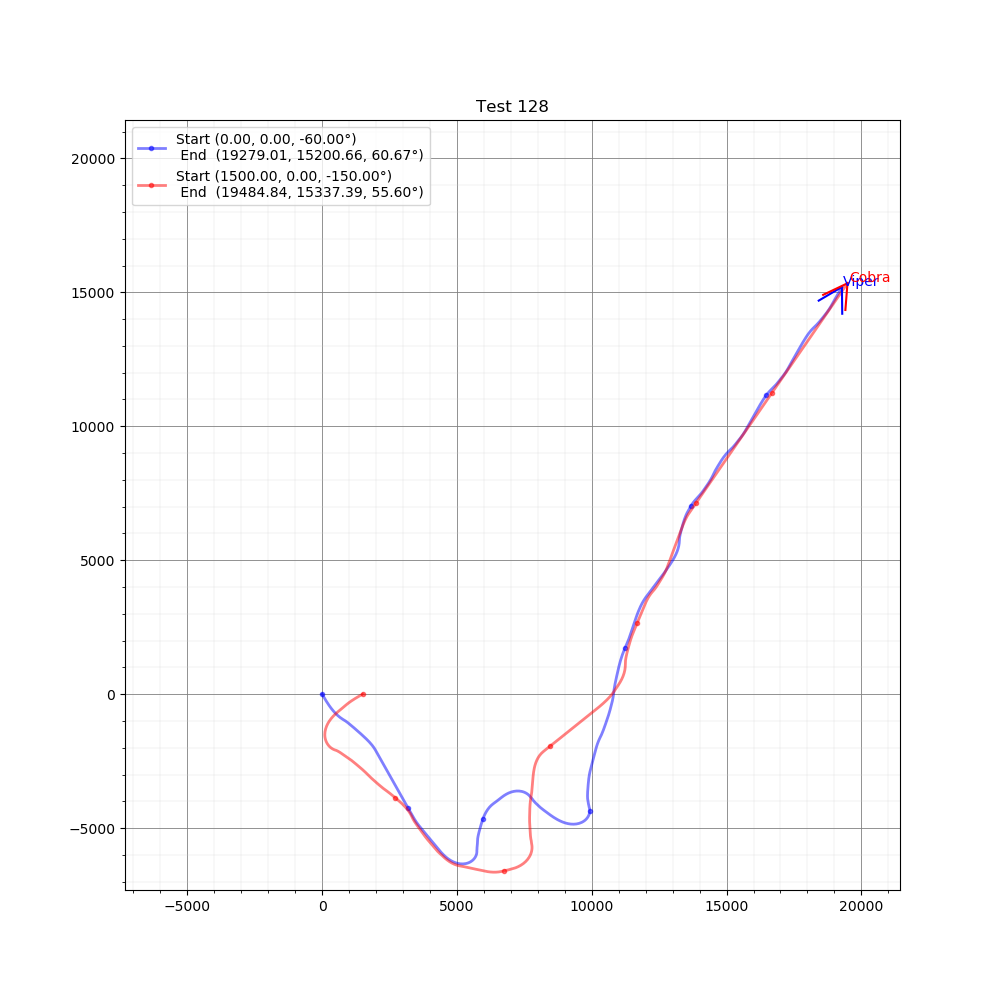 Test 128
Start (0.00, 0.00, -60.00°)
End (19279.01, 15200.66, 60.67°)
Start (1500.00, 0.00, -150.00°)
End (19484.84, 15337.39, 55.60°)
20000
Cobra
Viper
15000
10000
5000
0
−5000
−5000
0
5000
10000
15000
20000